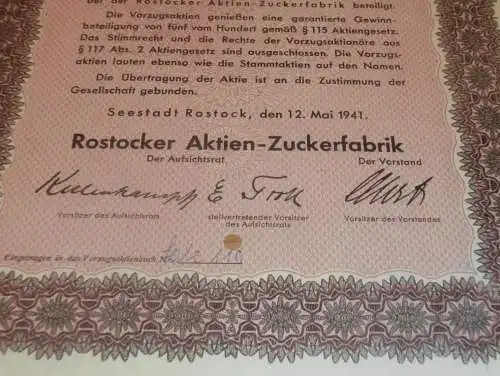 bei der Rostocker Aktien-Zuckerfabrik beteiligt.
Die Vorzugsaktien genießen eine garantierte Gewinn-
beteiligung von fünf vom Hundert gemäß § 115 Aktiengesetz.
Das Stimmrecht und die Rechte der Vorzugsaktionäre aus
§ 117 Abs. 2 Aktiengesetz sind ausgeschlossen. Die Vorzugs-
aktien lauten ebenso wie die Stammaktien auf den Namen.
Die Übertragung der Aktie ist an die Zustimmung der
Gesellschaft gebunden.
Seestadt Rostock, den 12. Mai 1941.
Rostocker Aktien-Zuckerfabrik
Der Aufsichtsrat Der Vorstand
Vorsitzer des Aufsichtsrats stellvertretender Vorsitzer Vorsitzer des Vorstandes
des Aufsichtsrats
Eingetragen in das Vorzugsaktienbuch